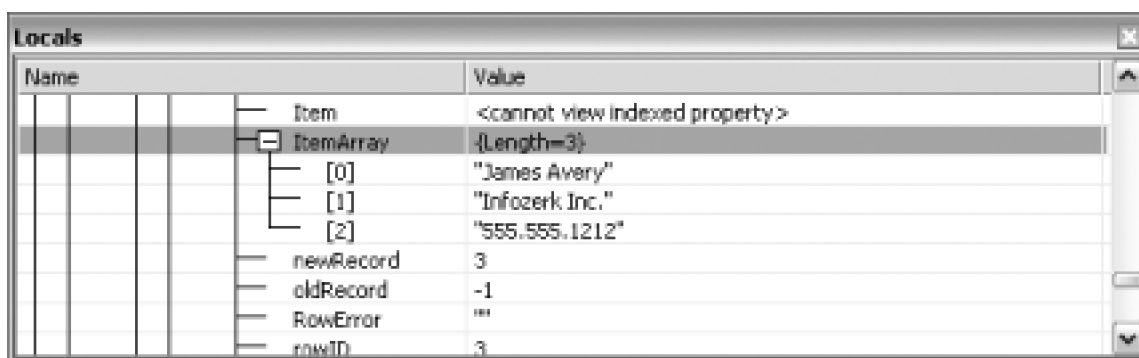 Locals
Name Value
Item <cannot view indexed property>
ItemArray {Length=3}
[0] "James Avery"
[1] "Infozerk Inc."
[2] "555.555.1212"
newRecord 3
oldRecord -1
RowError ""
rowID 3